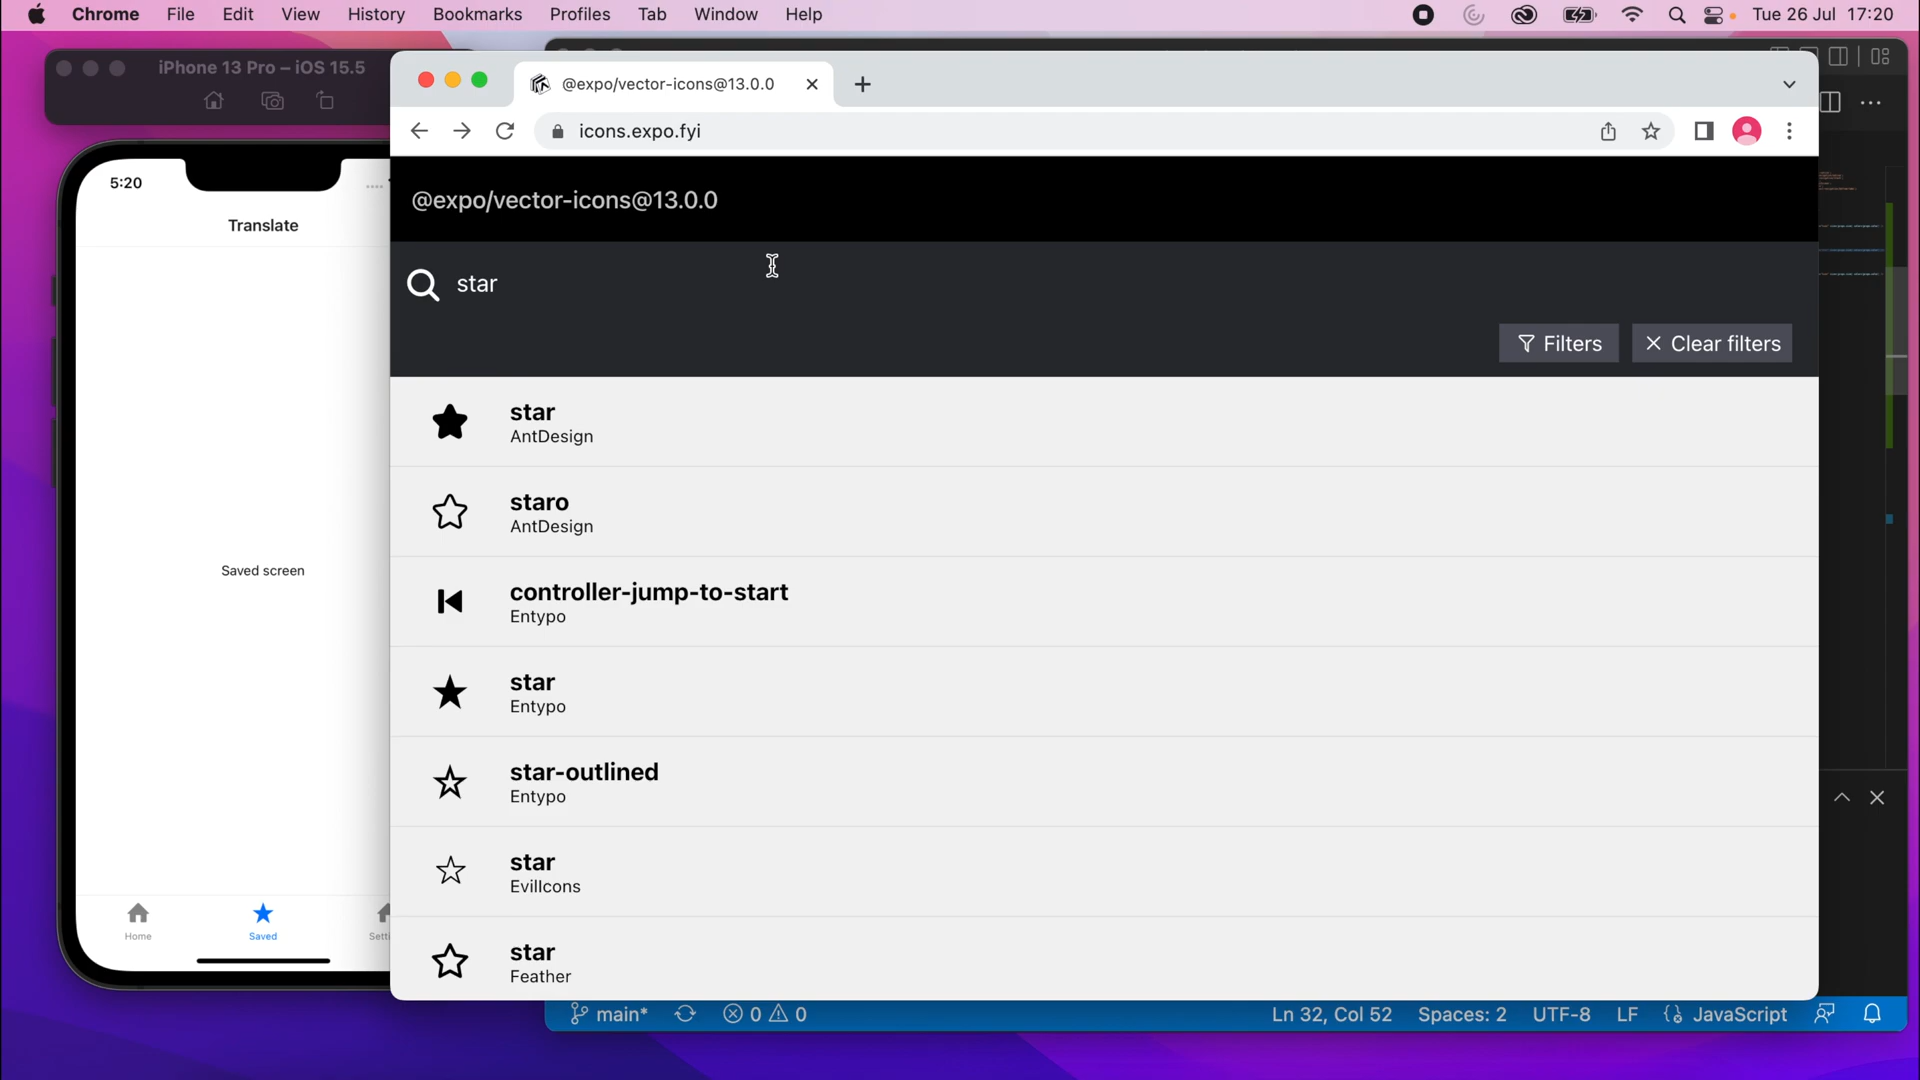 Chrome File Edit View History Bookmarks Profiles Tab Window Help Tue 26 Jul 17:20
iPhone 13 Pro – iOS 15.5
@expo/vector-icons@13.0.0
icons.expo.fyi
5:20
Translate
Saved screen
Home
Saved
@expo/vector-icons@13.0.0
star
Filters
Clear filters
star
AntDesign
staro
AntDesign
controller-jump-to-start
Entypo
star
Entypo
star-outlined
Entypo
star
EvilIcons
star
Feather
main* 0 0 Ln 32, Col 52 Spaces: 2 UTF-8 LF JavaScript